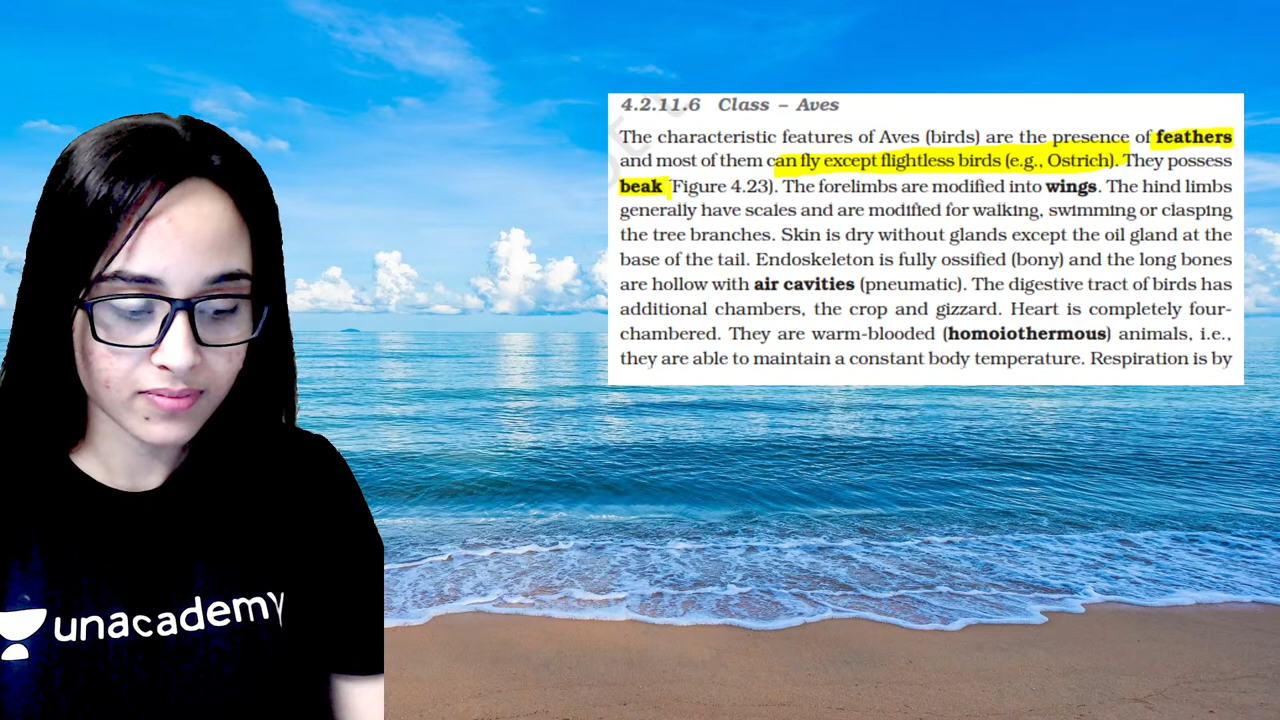 4.2.11.6 Class – Aves
The characteristic features of Aves (birds) are the presence of feathers
and most of them can fly except flightless birds (e.g., Ostrich). They possess
beak (Figure 4.23). The forelimbs are modified into wings. The hind limbs
generally have scales and are modified for walking, swimming or clasping
the tree branches. Skin is dry without glands except the oil gland at the
base of the tail. Endoskeleton is fully ossified (bony) and the long bones
are hollow with air cavities (pneumatic). The digestive tract of birds has
additional chambers, the crop and gizzard. Heart is completely four-
chambered. They are warm-blooded (homoiothermous) animals, i.e.,
they are able to maintain a constant body temperature. Respiration is by
unacademy